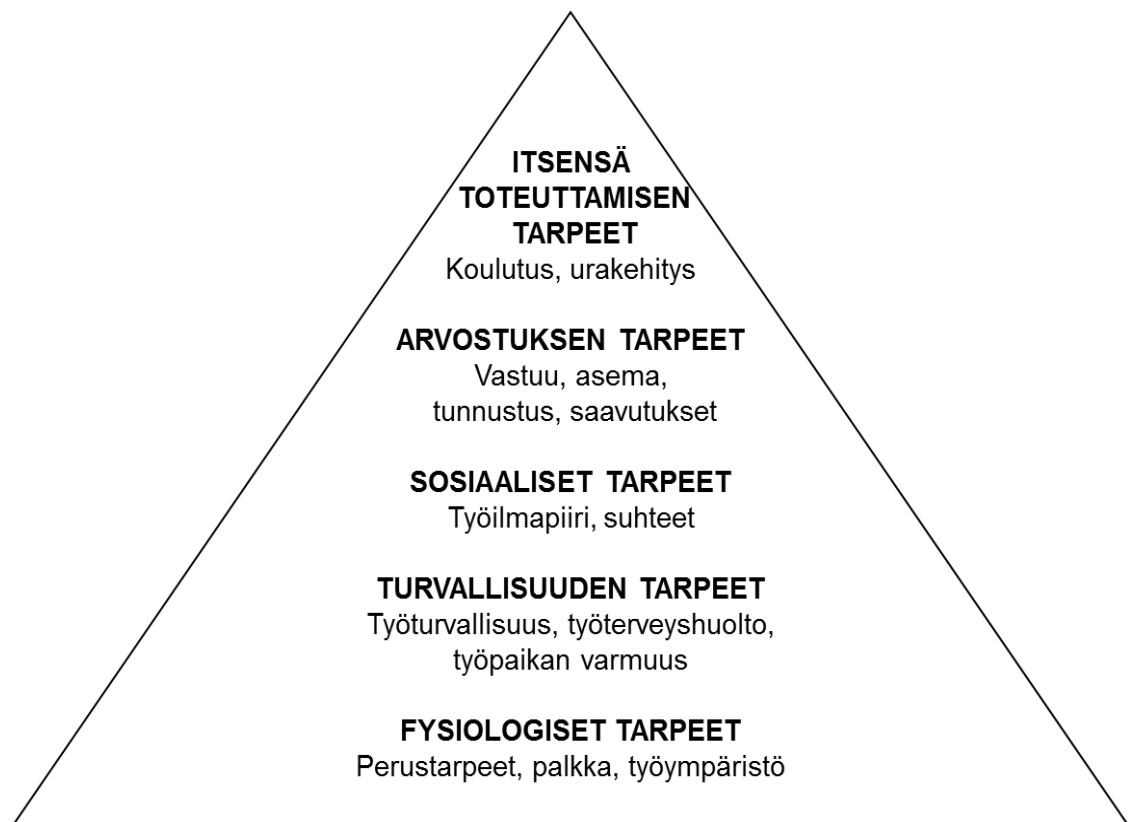 ITSENSÄ
TOTEUTTAMISEN
TARPEET
Koulutus, urakehitys
ARVOSTUKSEN TARPEET
Vastuu, asema,
tunnustus, saavutukset
SOSIAALISET TARPEET
Työilmapiiri, suhteet
TURVALLISUUDEN TARPEET
Työturvallisuus, työterveyshuolto,
työpaikan varmuus
FYSIOLOGISET TARPEET
Perustarpeet, palkka, työympäristö